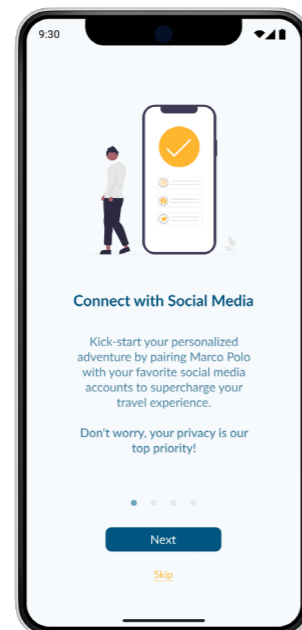 9:30
Connect with Social Media
Kick-start your personalized
adventure by pairing Marco Polo
with your favorite social media
accounts to supercharge your
travel experience.
Don't worry, your privacy is our
top priority!
Next
Skip